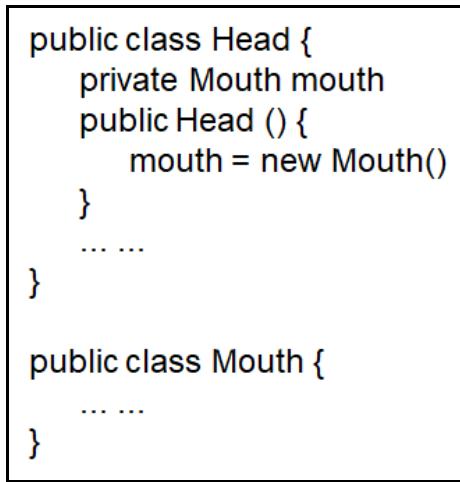 public class Head {
private Mouth mouth
public Head () {
mouth = new Mouth()
}
... ...
}
public class Mouth {
... ...
}